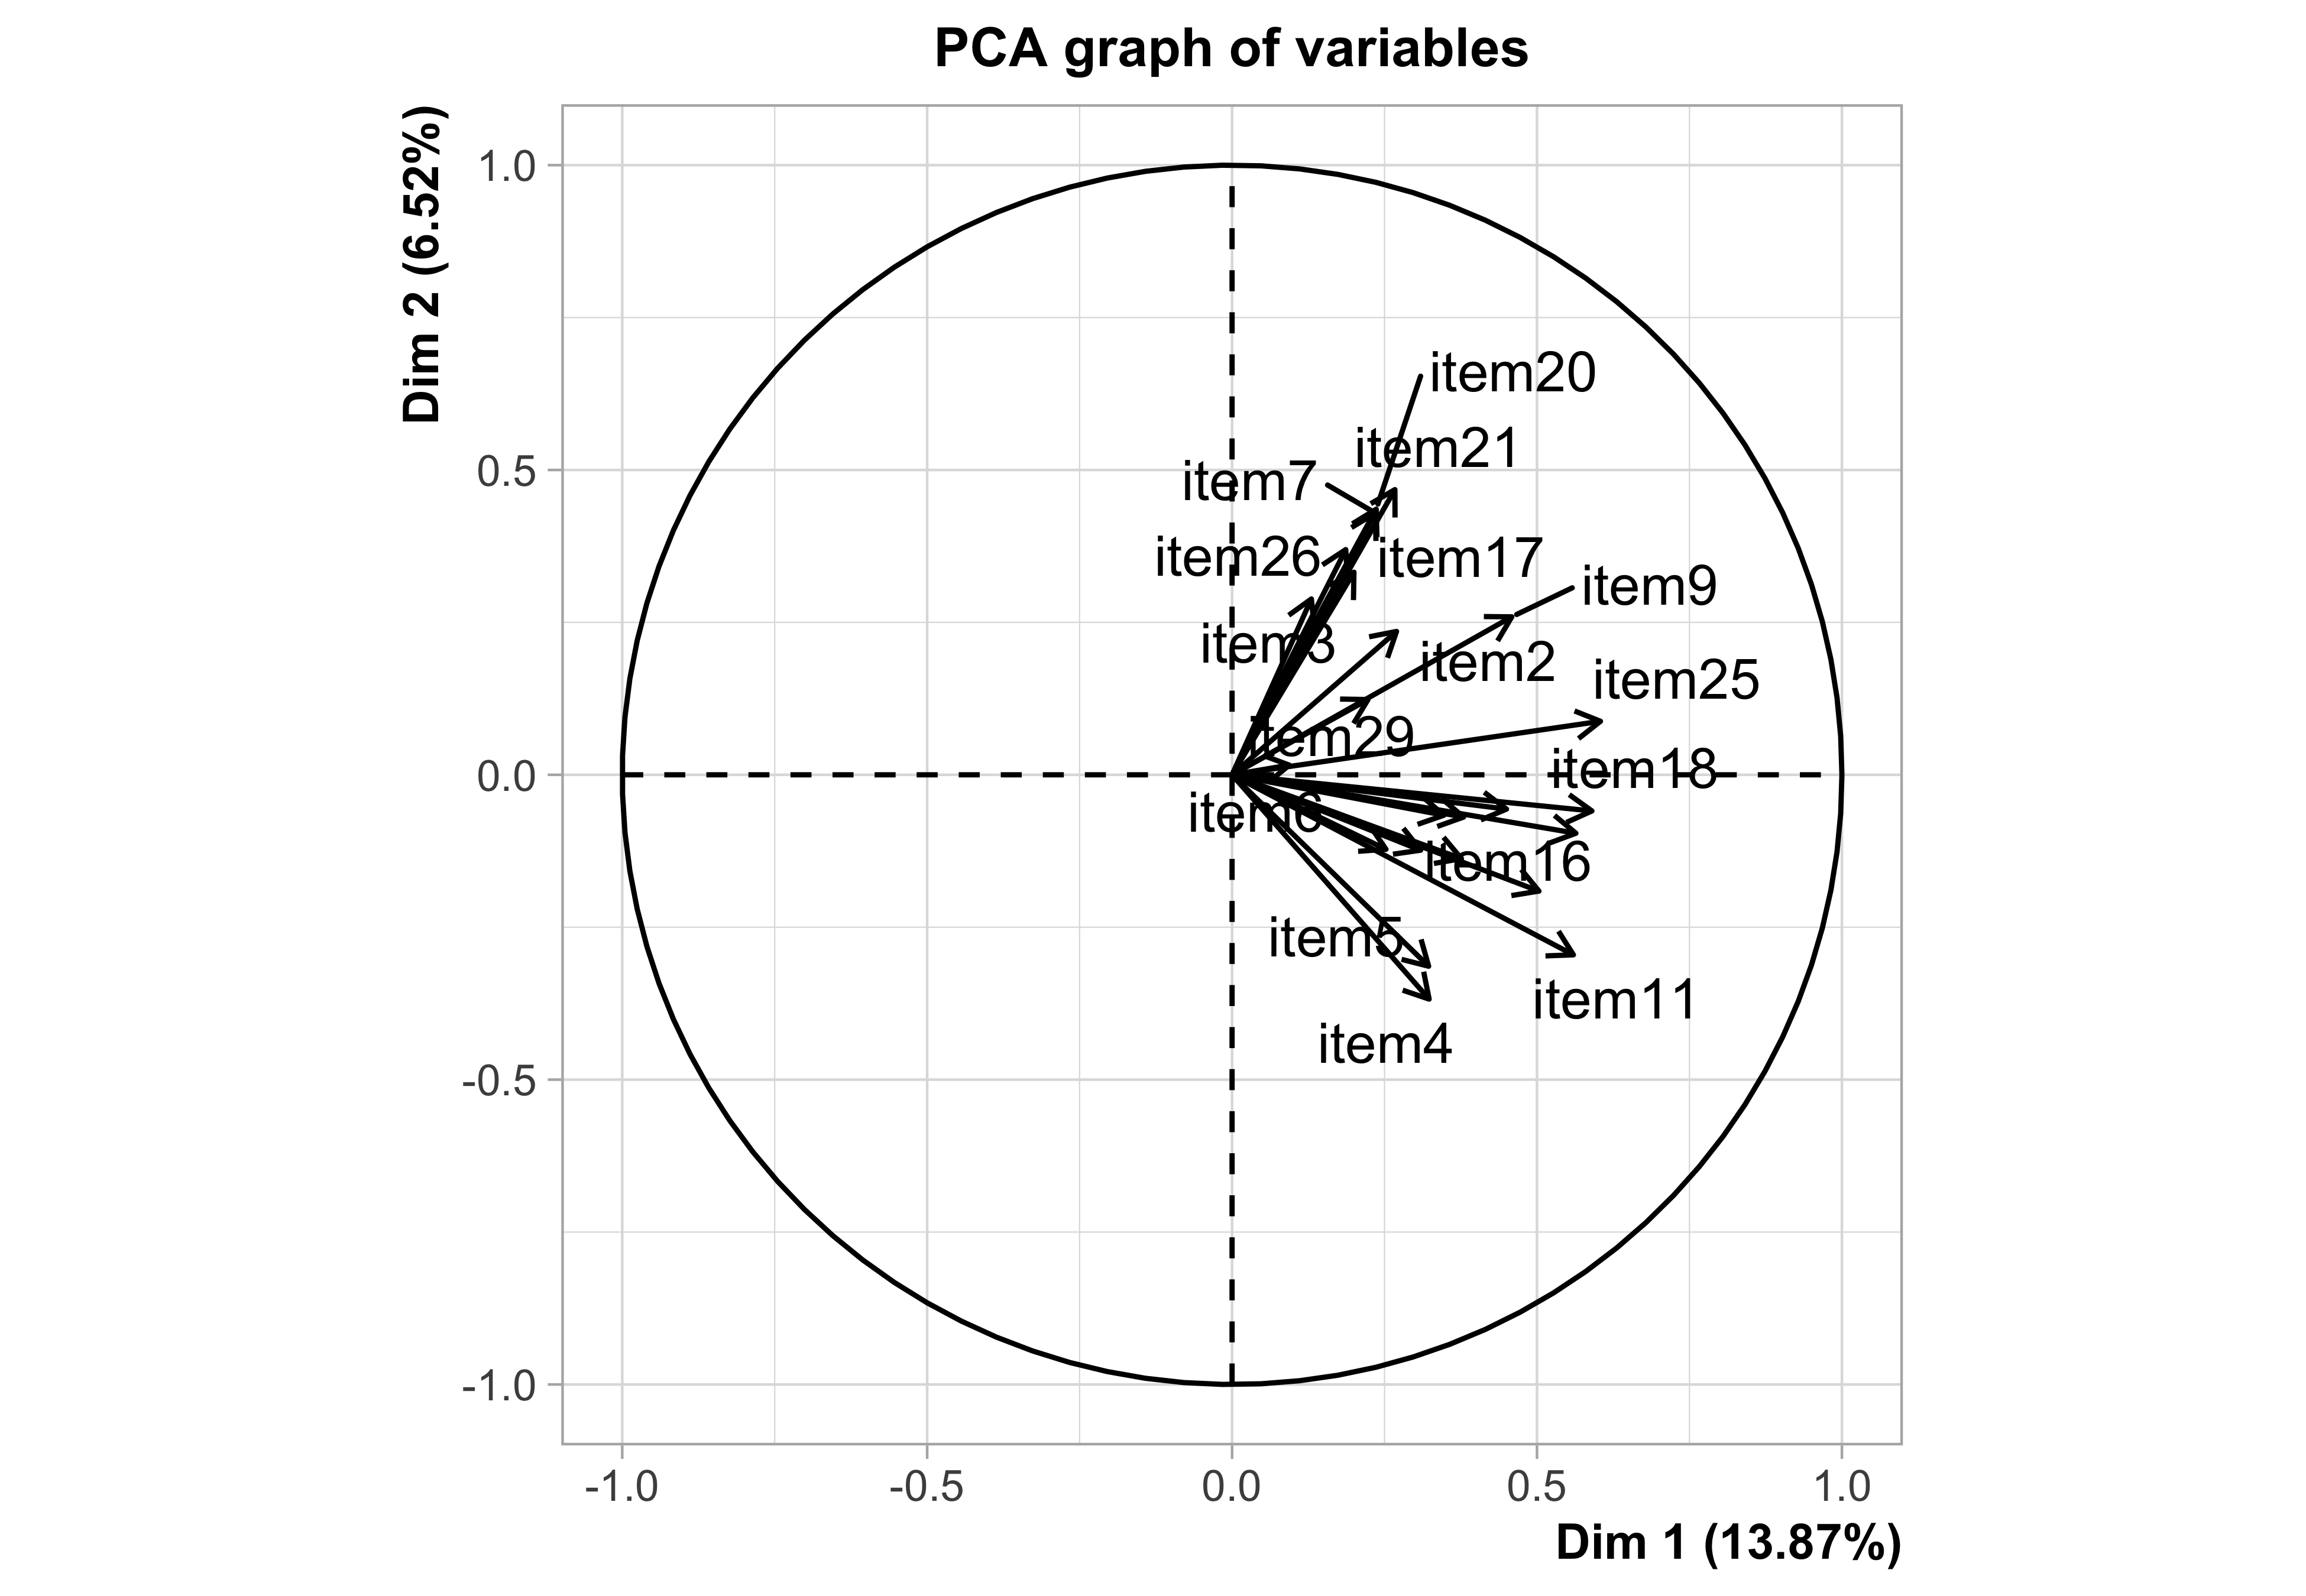 PCA graph of variables
Dim 2 (6.52%)
1.0
0.5
0.0
-0.5
-1.0
item20
item21
item7
item26
item17
item9
item3
item2
item25
item29
item18
item6
item16
item5
item11
item4
-1.0
-0.5
0.0
0.5
1.0
Dim 1 (13.87%)